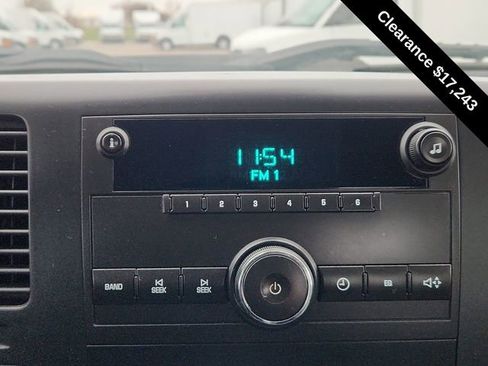 Clearance $17,243
11:54
FM 1
1 2 3 4 5 6
BAND
SEEK
SEEK
EQ